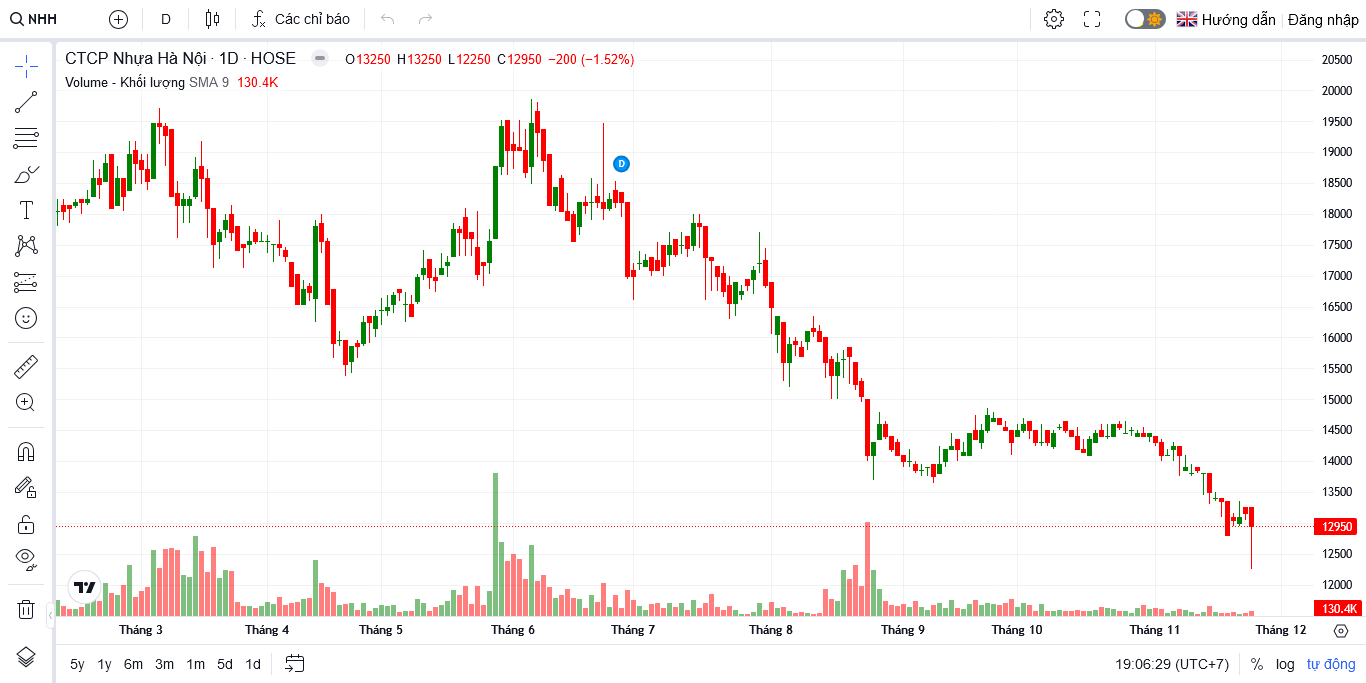 NHH D Các chỉ báo Hướng dẫn Đăng nhập
CTCP Nhựa Hà Nội · 1D · HOSE O13250 H13250 L12250 C12950 −200 (−1.52%)
Volume - Khối lượng SMA 9 130.4K
D
20500
20000
19500
19000
18500
18000
17500
17000
16500
16000
15500
15000
14500
14000
13500
12950
12500
12000
130.4K
Tháng 3 Tháng 4 Tháng 5 Tháng 6 Tháng 7 Tháng 8 Tháng 9 Tháng 10 Tháng 11 Tháng 12
5y 1y 6m 3m 1m 5d 1d 19:06:29 (UTC+7) % log tự động